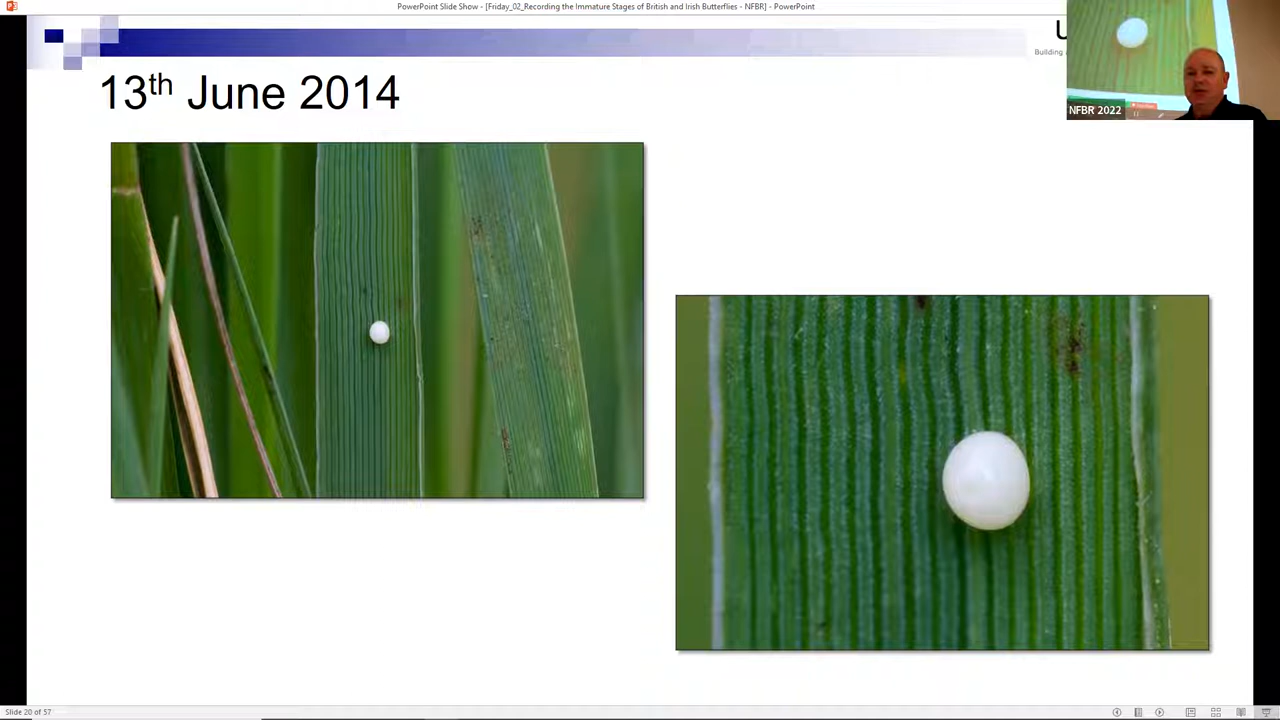 PowerPoint Slide Show - [Friday_02_Recording the Immature Stages of British and Irish Butterflies - NFBR] - PowerPoint
U
Building
13th June 2014
NFBR 2022
Slide 20 of 57